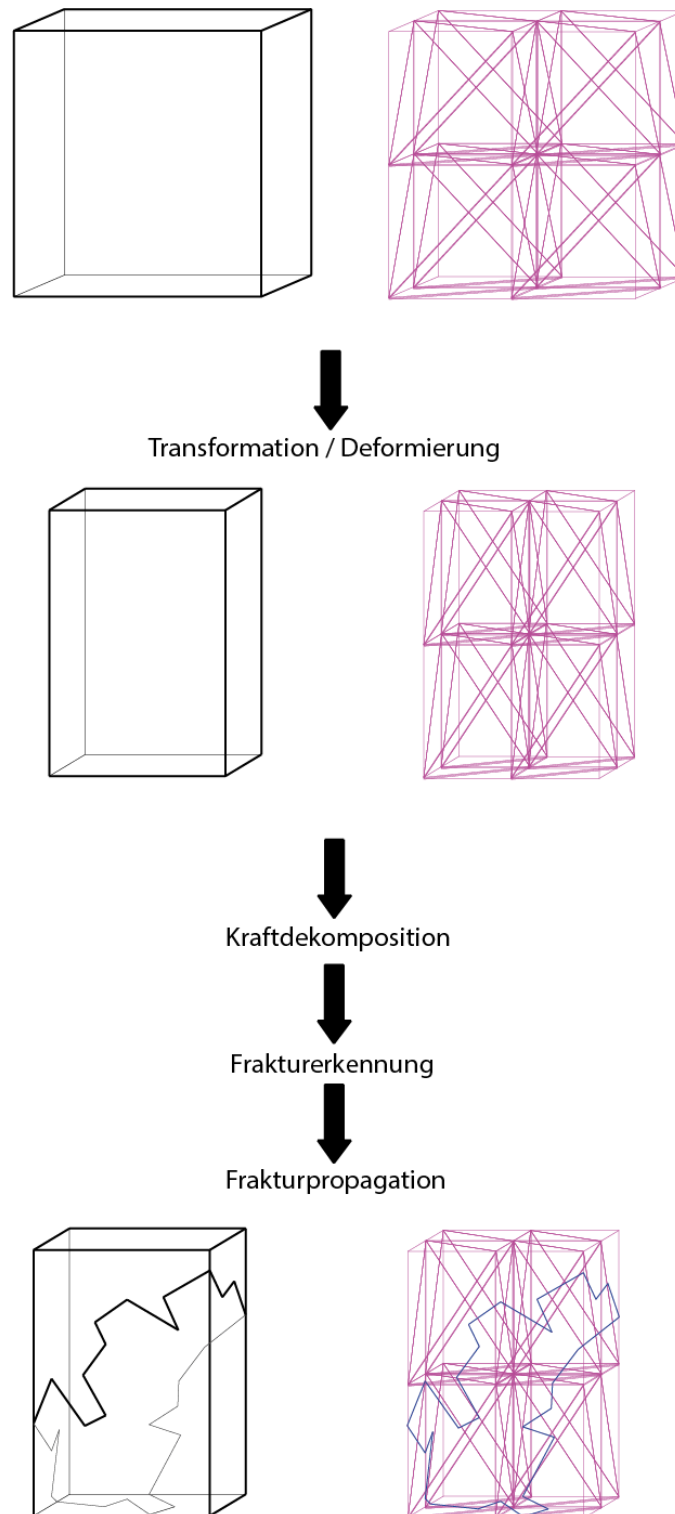 Transformation / Deformierung
Kraftdekomposition
Frakturerkennung
Frakturpropagation